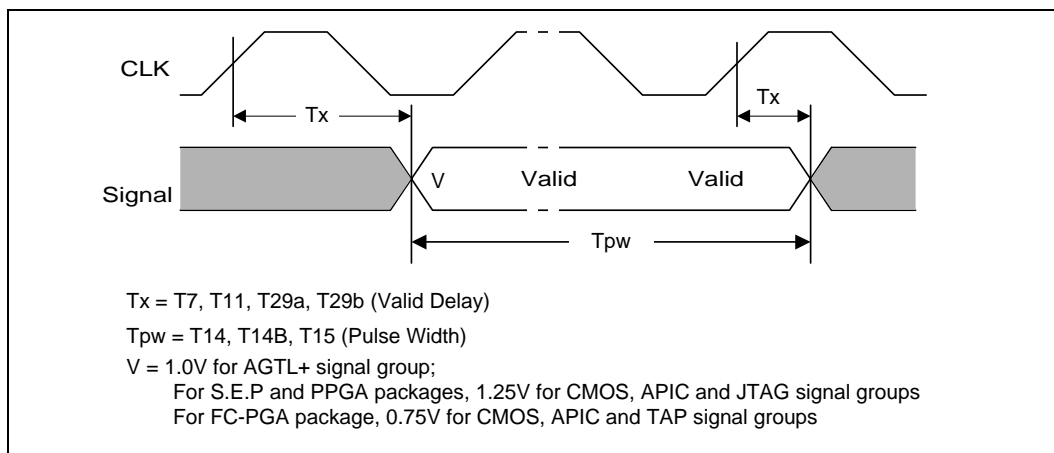 CLK
Tx
Tx
Signal
V
Valid
Valid
Tpw
Tx = T7, T11, T29a, T29b (Valid Delay)
Tpw = T14, T14B, T15 (Pulse Width)
V = 1.0V for AGTL+ signal group;
For S.E.P and PPGA packages, 1.25V for CMOS, APIC and JTAG signal groups
For FC-PGA package, 0.75V for CMOS, APIC and TAP signal groups